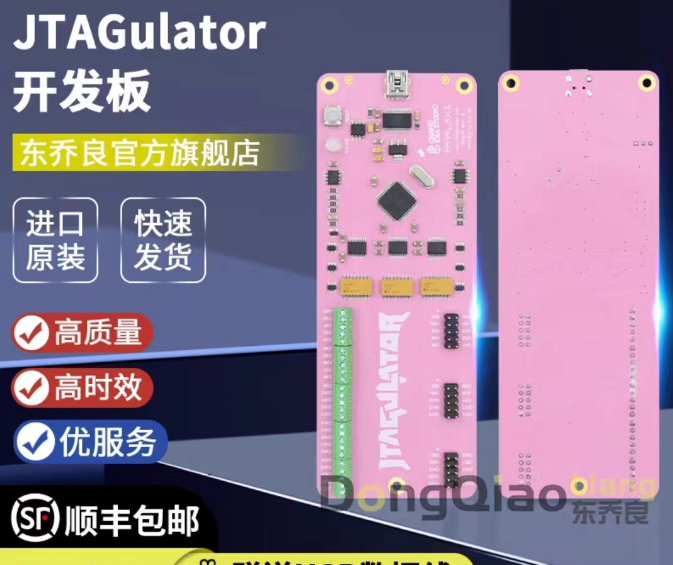 JTAGulator
开发板
东乔良官方旗舰店
进口
原装
快速
发货
高质量
高时效
优服务
SF 顺丰包邮
JTAGULATOR
DongQiao liang
东乔良